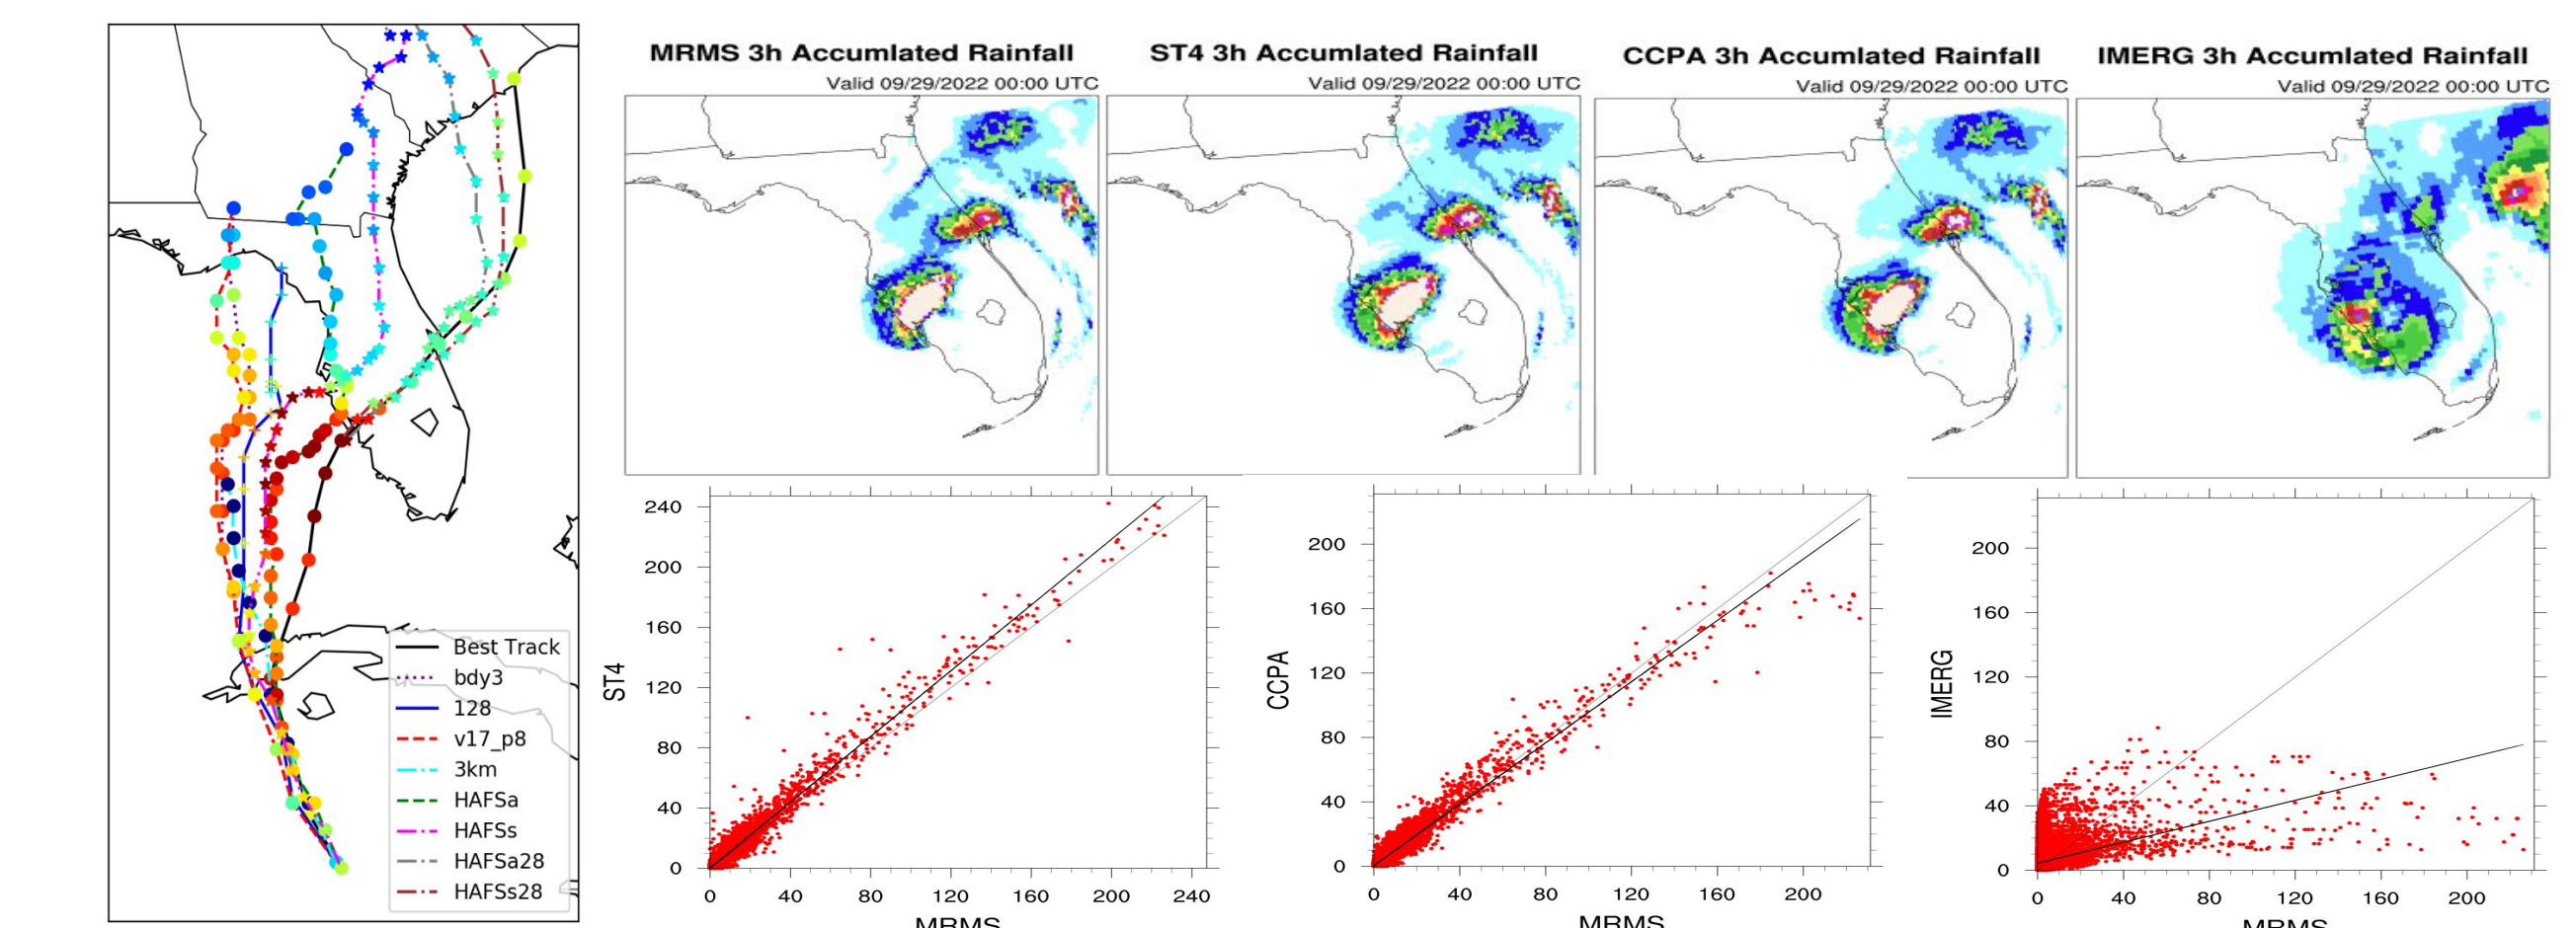 MRMS 3h Accumlated Rainfall
Valid 09/29/2022 00:00 UTC
ST4 3h Accumlated Rainfall
Valid 09/29/2022 00:00 UTC
CCPA 3h Accumlated Rainfall
Valid 09/29/2022 00:00 UTC
IMERG 3h Accumlated Rainfall
Valid 09/29/2022 00:00 UTC
Best Track
bdy3
128
v17_p8
3km
HAFSa
HAFSs
HAFSa28
HAFSs28
240
200
160
120
80
40
0
ST4
0 40 80 120 160 200 240
MRMS
200
160
120
80
40
0
CCPA
0 40 80 120 160 200
MRMS
200
160
120
80
40
0
IMERG
0 40 80 120 160 200
MRMS